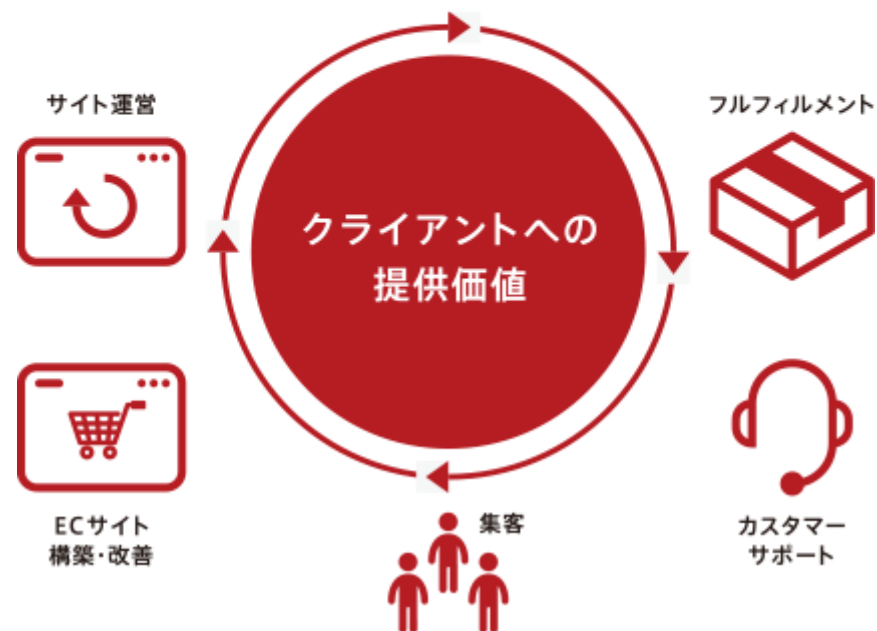 サイト運営
フルフィルメント
クライアントへの
提供価値
ECサイト
構築・改善
集客
カスタマー
サポート